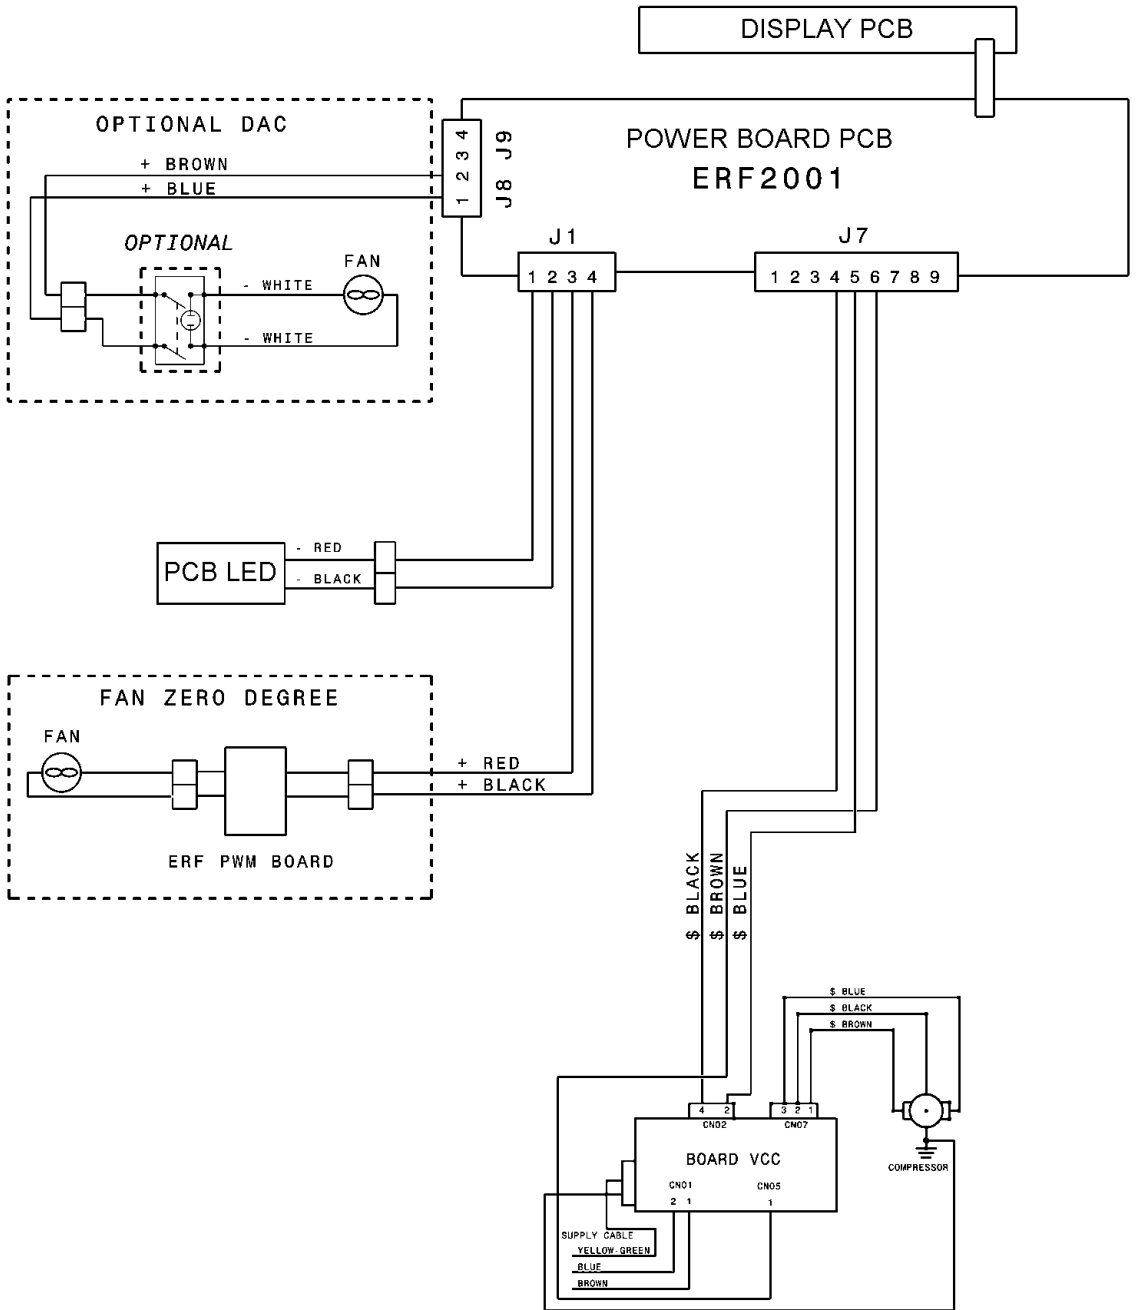 DISPLAY PCB
OPTIONAL DAC
POWER BOARD PCB
ERF2001
1 2 3 4
J8 J9
+ BROWN
+ BLUE
OPTIONAL
FAN
- WHITE
- WHITE
J1
1 2 3 4
J7
1 2 3 4 5 6 7 8 9
PCB LED
- RED
- BLACK
FAN ZERO DEGREE
FAN
+ RED
+ BLACK
ERF PWM BOARD
$ BLACK
$ BROWN
$ BLUE
$ BLUE
$ BLACK
$ BROWN
4 2
CN02
3 2 1
CN07
BOARD VCC
COMPRESSOR
CN01
2 1
CN05
1
SUPPLY CABLE
YELLOW-GREEN
BLUE
BROWN